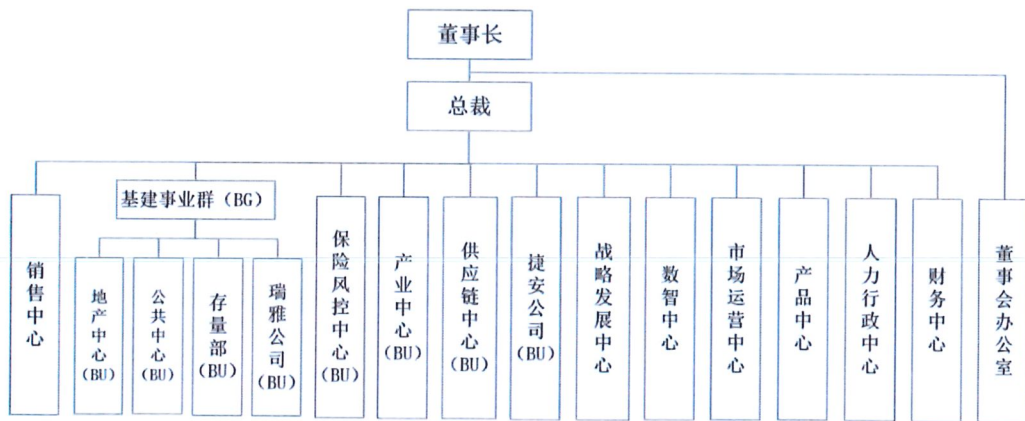 董事长
总裁
基建事业群（BG）
销售中心
地产中心(BU)
公共中心(BU)
存量部(BU)
瑞雅公司(BU)
保险风控中心(BU)
产业中心(BU)
供应链中心(BU)
捷安公司(BU)
战略发展中心
数智中心
市场运营中心
产品中心
人力行政中心
财务中心
董事会办公室